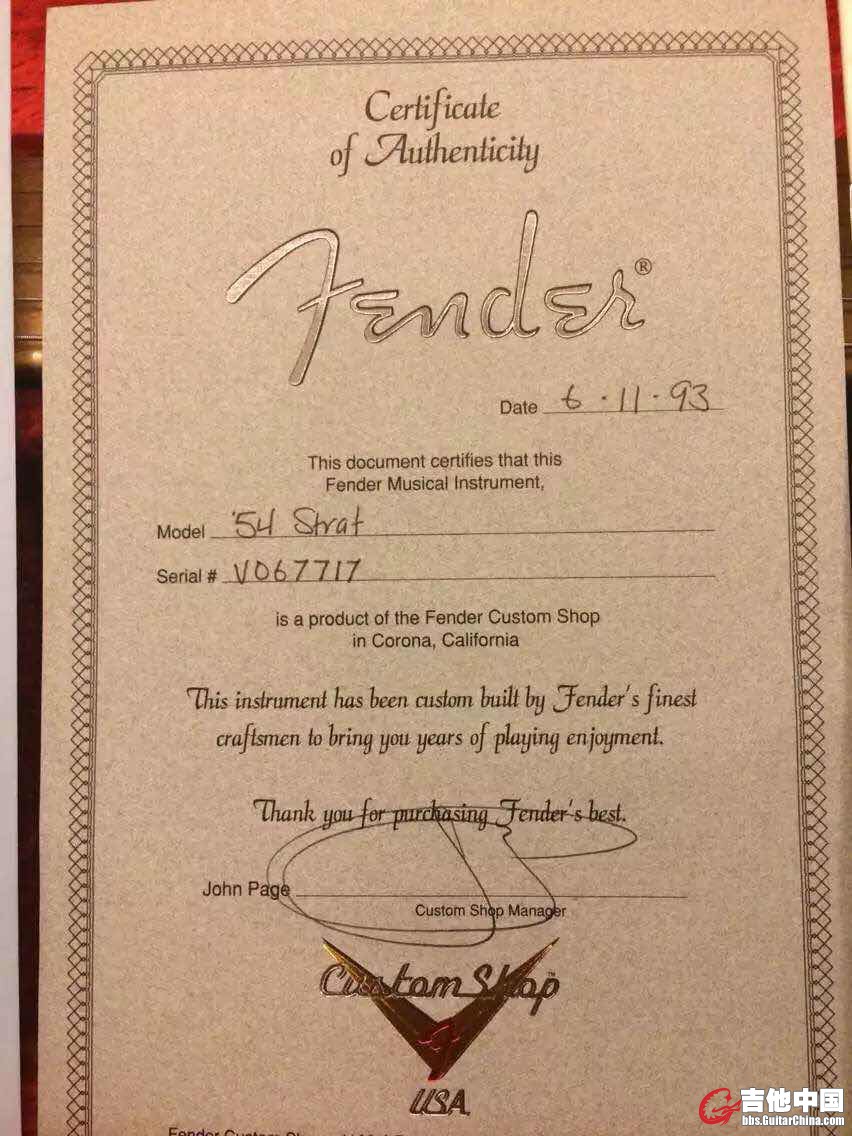 Certificate
of Authenticity
Fender®
Date 6·11·93
This document certifies that this
Fender Musical Instrument,
Model '54 Strat
Serial # V067717
is a product of the Fender Custom Shop
in Corona, California
This instrument has been custom built by Fender's finest
craftsmen to bring you years of playing enjoyment.
Thank you for purchasing Fender's best.
John Page
Custom Shop Manager
Custom Shop™
USA
Fender Custom
吉他中国
bbs.GuitarChina.com